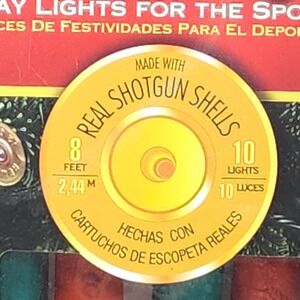 AY LIGHTS FOR THE SPO
CES DE FESTIVIDADES PARA EL DEPOR
MADE WITH
REAL SHOTGUN SHELLS
8
FEET
2,44 M
10
LIGHTS
10 LUCES
HECHAS CON
CARTUCHOS DE ESCOPETA REALES